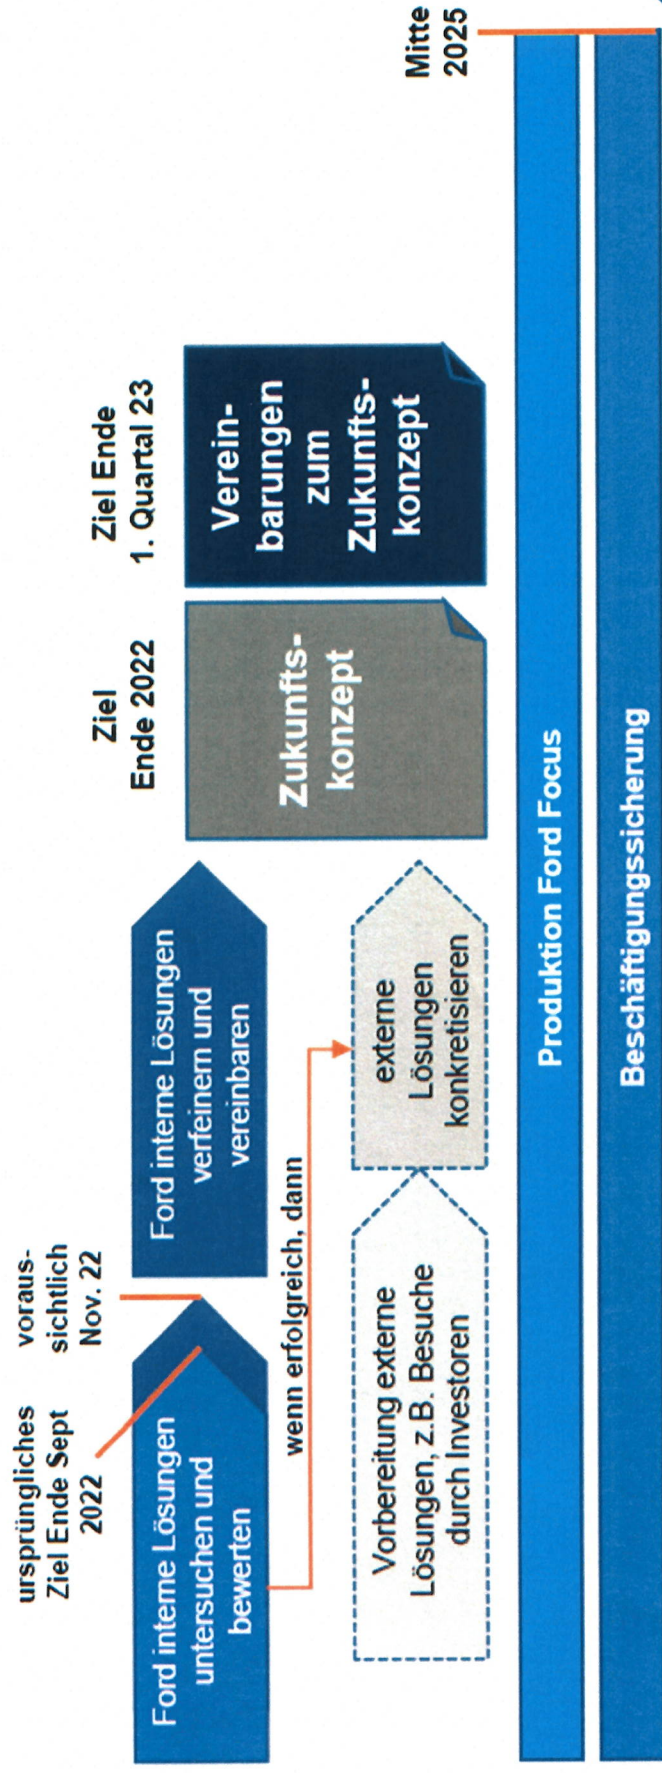 ursprüngliches
Ziel Ende Sept
2022
voraus-
sichtlich
Nov. 22
Ziel
Ende 2022
Ziel Ende
1. Quartal 23
Mitte
2025
Ford interne Lösungen
untersuchen und
bewerten
Ford interne Lösungen
verfeinem und
vereinbaren
Zukunfts-
konzept
Verein-
barungen
zum
Zukunfts-
konzept
wenn erfolgreich, dann
Vorbereitung externe
Lösungen, z.B. Besuche
durch Investoren
externe
Lösungen
konkretisieren
Produktion Ford Focus
Beschäftigungssicherung